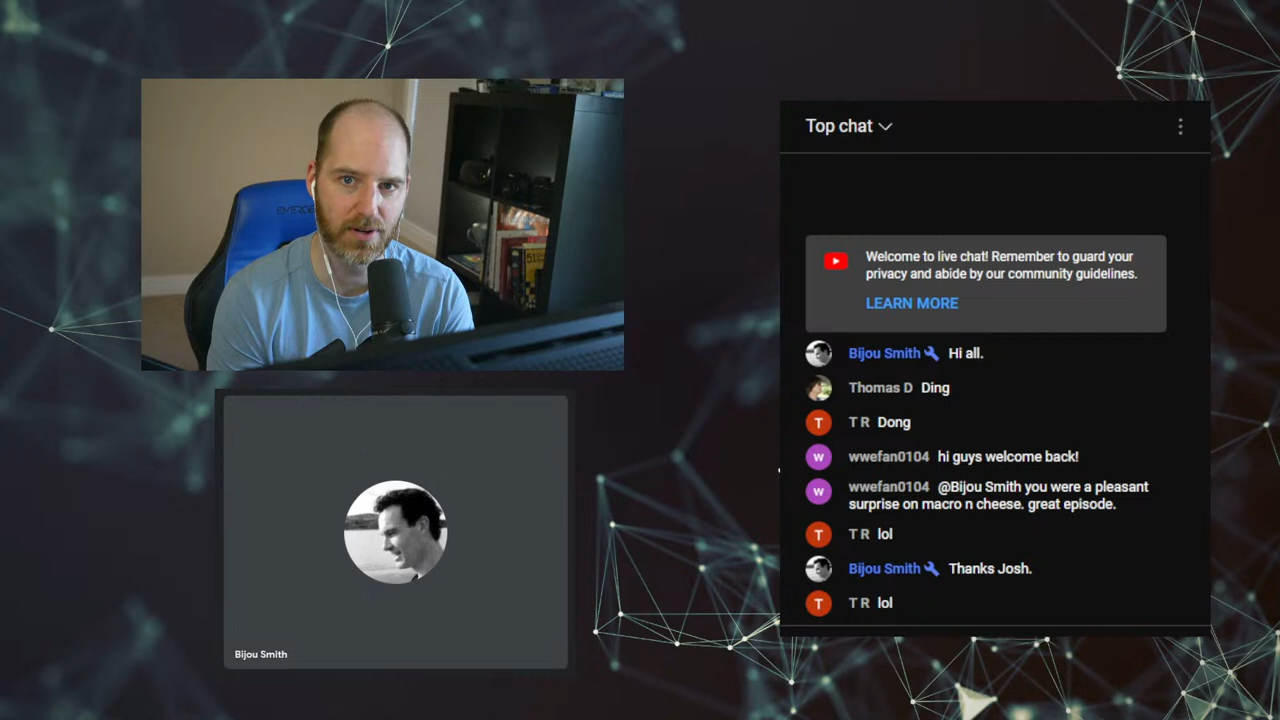 Top chat
Welcome to live chat! Remember to guard your
privacy and abide by our community guidelines.
LEARN MORE
Bijou Smith Hi all.
Thomas D Ding
T T R Dong
w wwefan0104 hi guys welcome back!
w wwefan0104 @Bijou Smith you were a pleasant
surprise on macro n cheese. great episode.
T T R lol
Bijou Smith Thanks Josh.
T T R lol
Bijou Smith